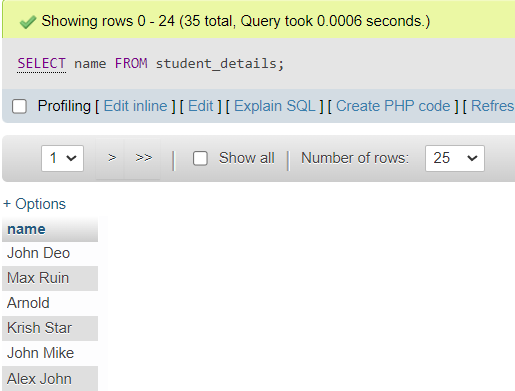 Showing rows 0 - 24 (35 total, Query took 0.0006 seconds.)
SELECT name FROM student_details;
Profiling [ Edit inline ] [ Edit ] [ Explain SQL ] [ Create PHP code ] [ Refres
1 > >> | Show all | Number of rows: 25
+ Options
name
John Deo
Max Ruin
Arnold
Krish Star
John Mike
Alex John